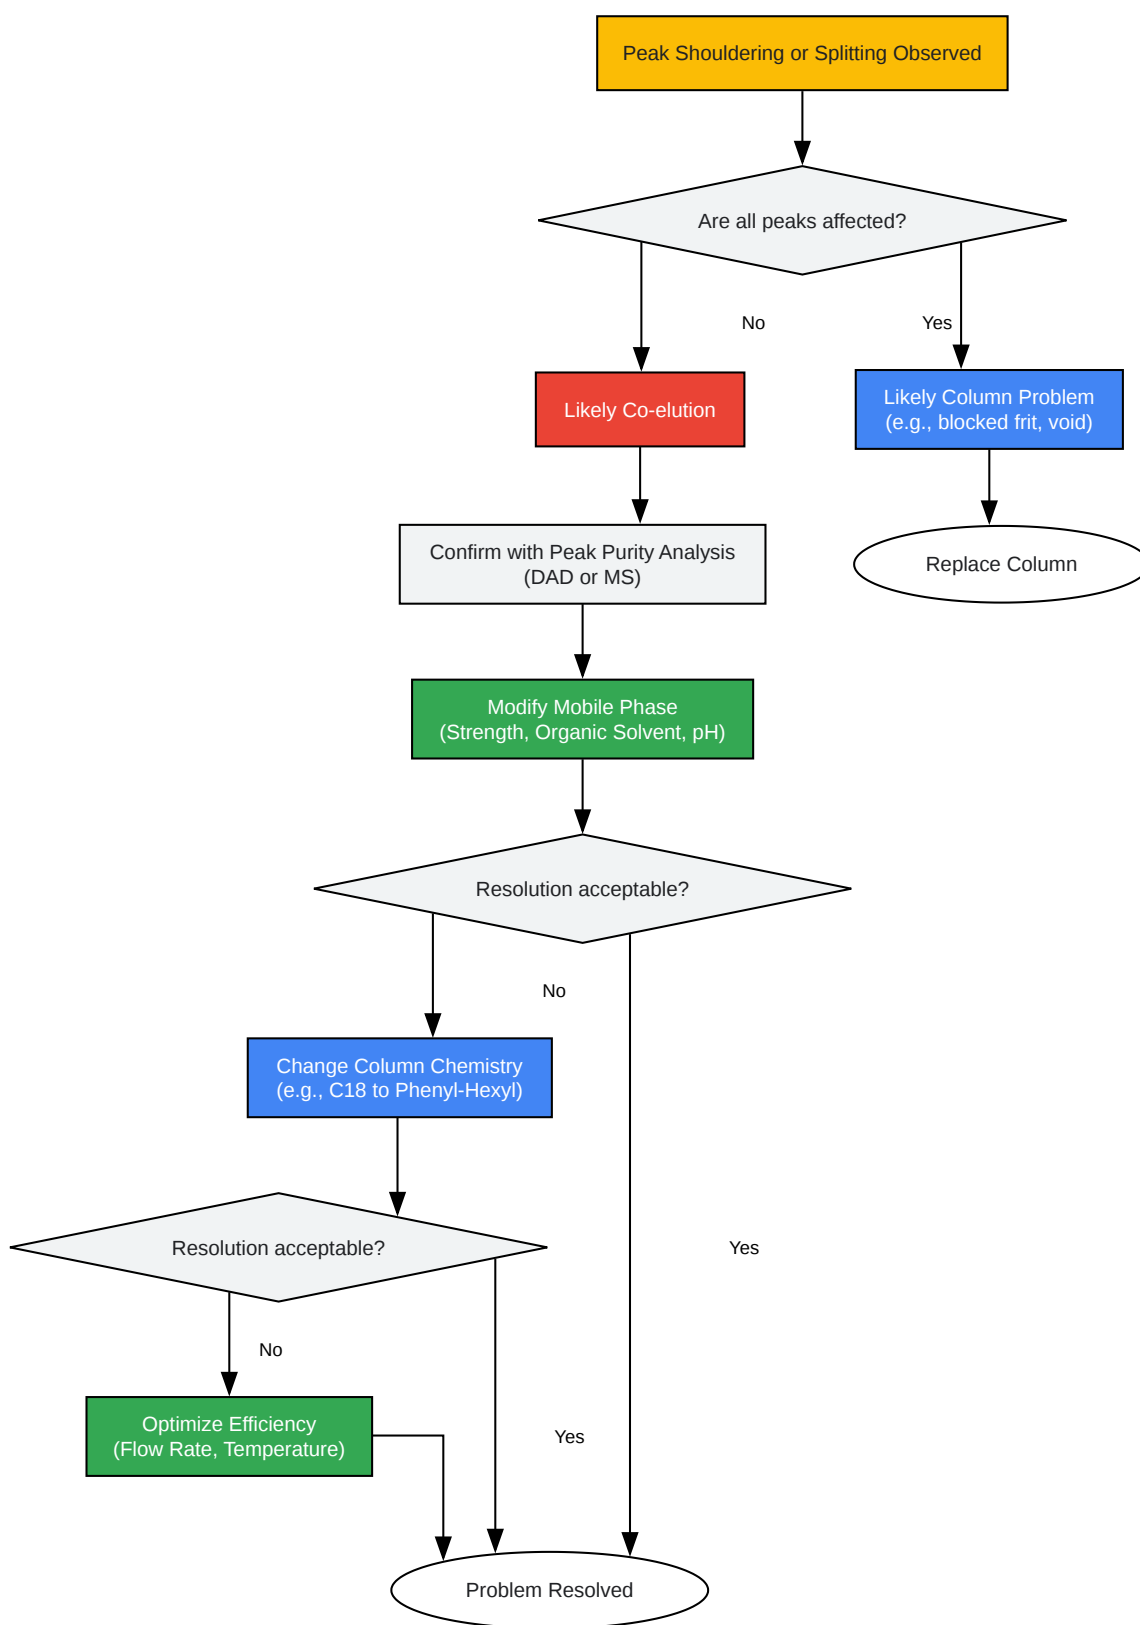 Peak Shouldering or Splitting Observed
Are all peaks affected?
No
Yes
Likely Co-elution
Likely Column Problem
(e.g., blocked frit, void)
Confirm with Peak Purity Analysis
(DAD or MS)
Replace Column
Modify Mobile Phase
(Strength, Organic Solvent, pH)
Resolution acceptable?
No
Change Column Chemistry
(e.g., C18 to Phenyl-Hexyl)
Resolution acceptable?
Yes
No
Optimize Efficiency
(Flow Rate, Temperature)
Yes
Problem Resolved